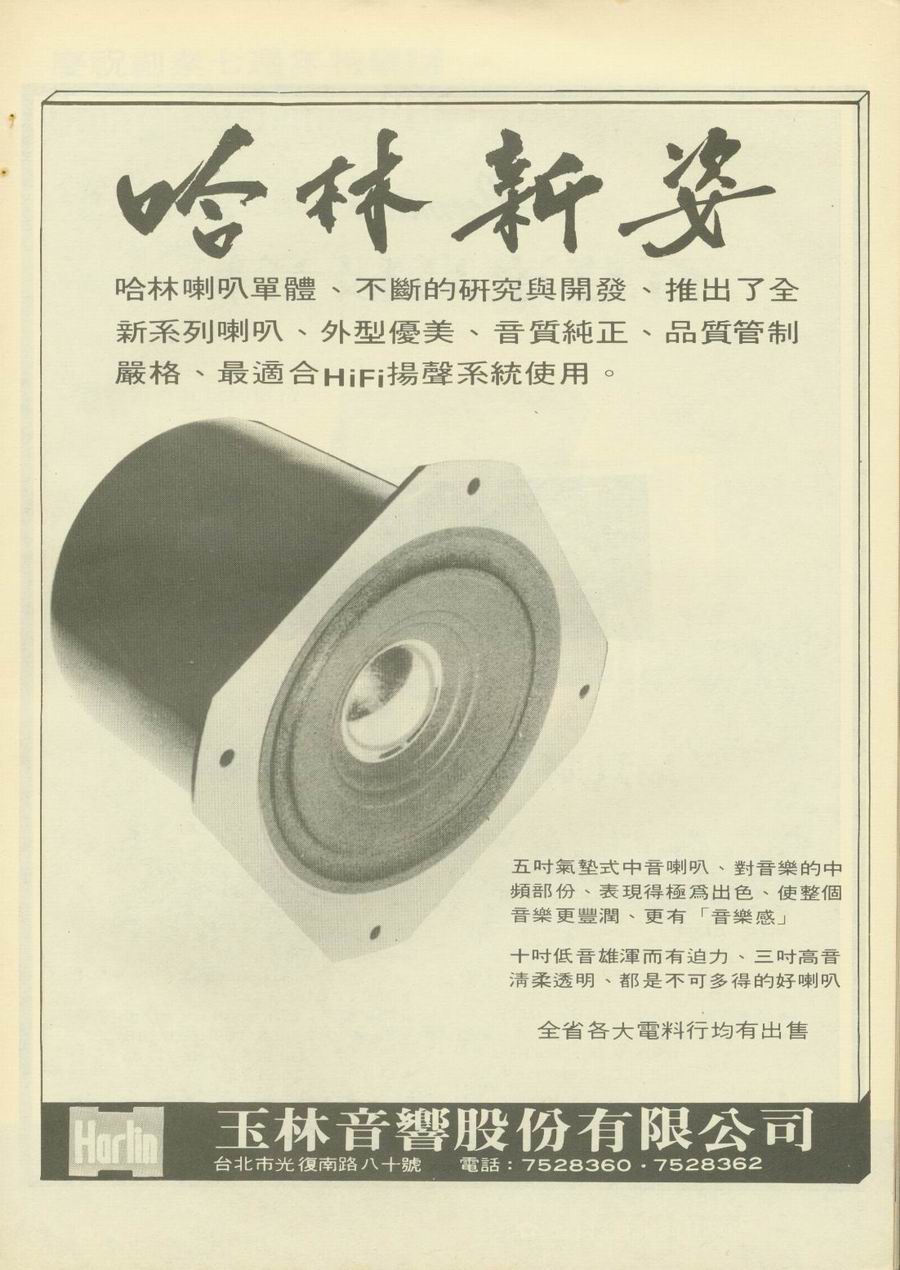 哈林新姿
哈林喇叭單體、不斷的研究與開發、推出了全
新系列喇叭、外型優美、音質純正、品質管制
嚴格、最適合HiFi揚聲系統使用。
五吋氣墊式中音喇叭、對音樂的中
頻部份、表現得極為出色、使整個
音樂更豐潤、更有「音樂感」
十吋低音雄渾而有迫力、三吋高音
清柔透明、都是不可多得的好喇叭
全省各大電料行均有出售
Harlin
玉林音響股份有限公司
台北市光復南路八十號 電話：7528360・7528362